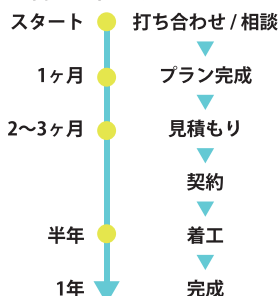 スタート 打ち合わせ / 相談
1ヶ月 プラン完成
2〜3ヶ月 見積もり
契約
半年 着工
1年 完成